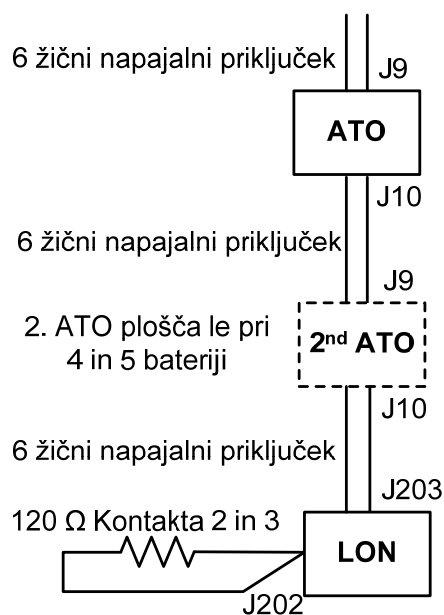 6 žični napajalni priključek
J9
ATO
J10
6 žični napajalni priključek
J9
2. ATO plošča le pri
4 in 5 bateriji
2nd ATO
J10
6 žični napajalni priključek
J203
120 Ω Kontakta 2 in 3
LON
J202